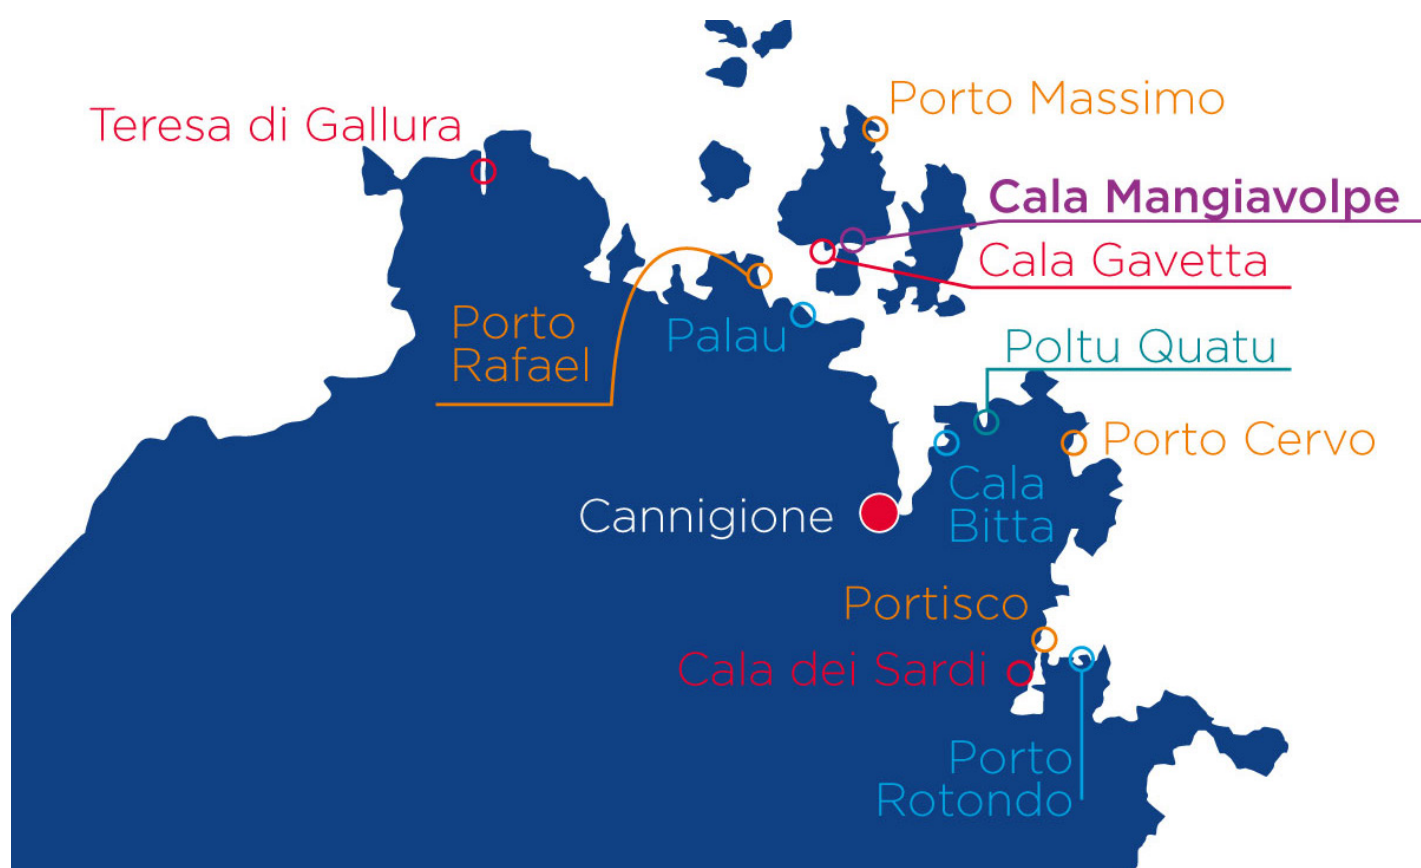 Porto Massimo
Teresa di Gallura
Cala Mangiavolpe
Cala Gavetta
Porto
Rafael
Palau
Poltu Quatu
Porto Cervo
Cala
Bitta
Cannigione
Portisco
Cala dei Sardi
Porto
Rotondo